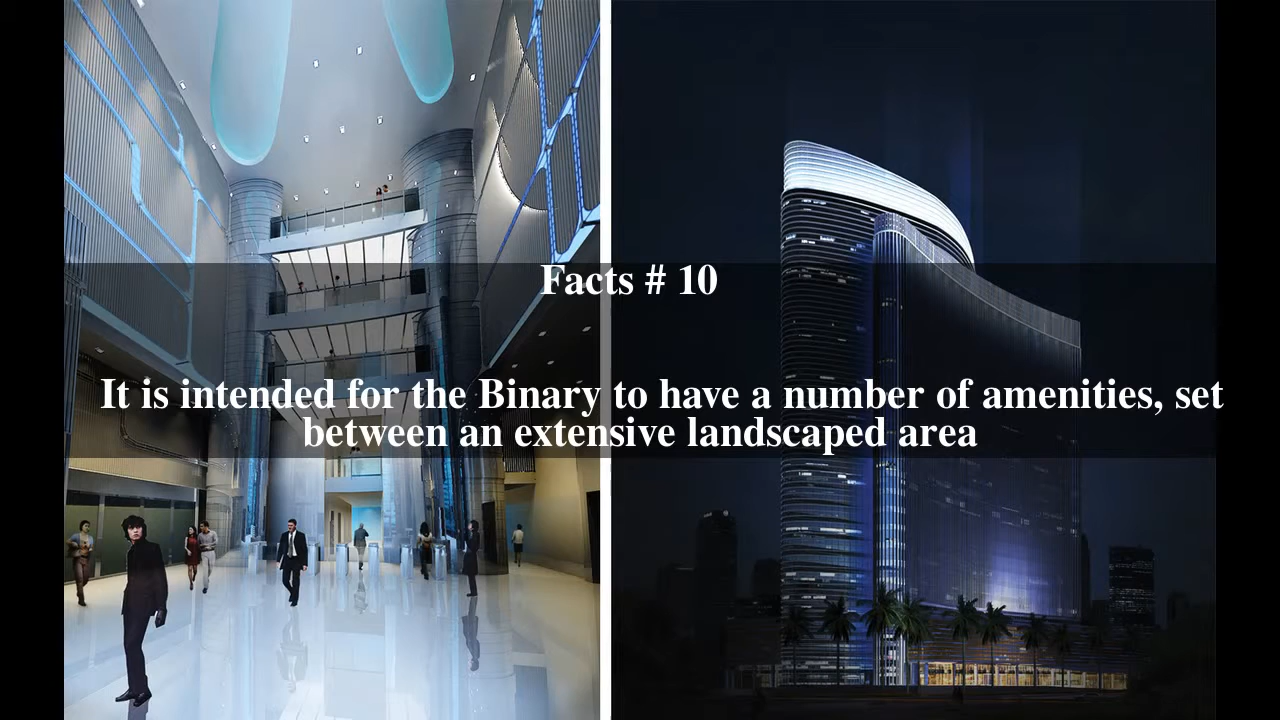 Facts # 10
It is intended for the Binary to have a number of amenities, set
between an extensive landscaped area